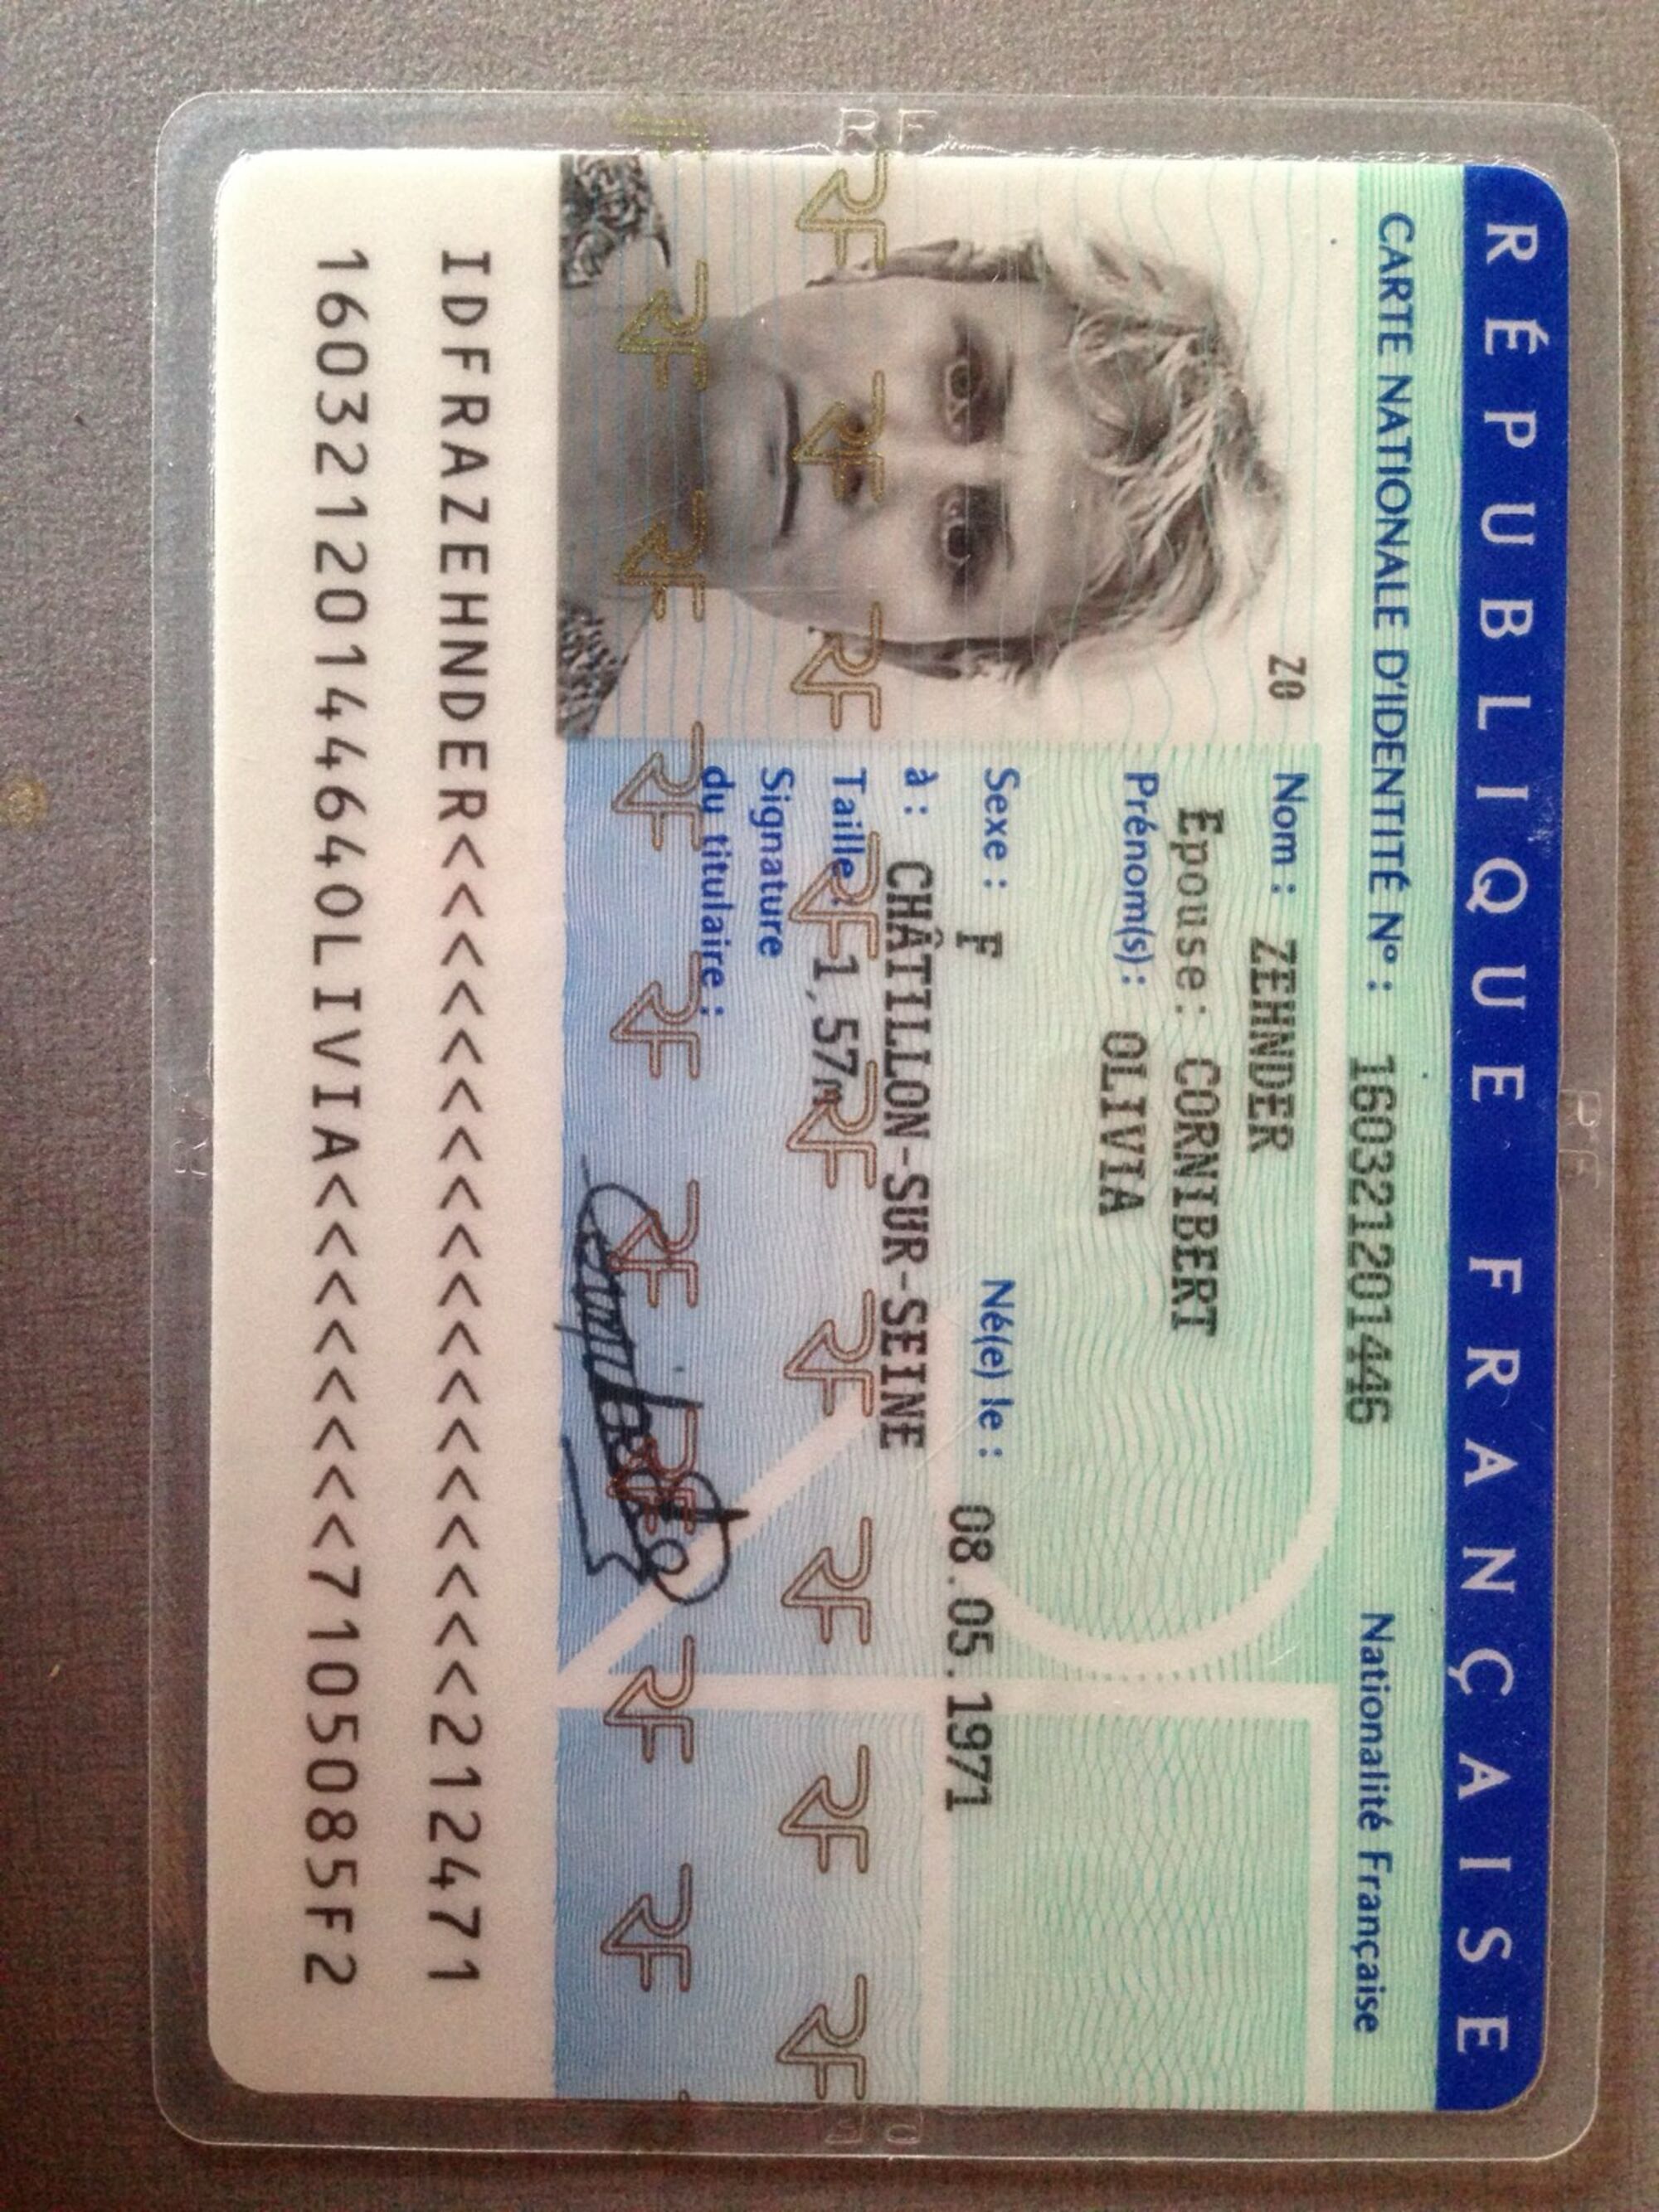 RÉPUBLIQUE FRANÇAISE
CARTE NATIONALE D'IDENTITÉ N° : 160321201446 Nationalité Française
Z0
Nom : ZEHNDER
Epouse: CORNIBERT
Prénom(s) : OLIVIA
Sexe : F Né(e) le : 08.05.1971
à : CHÂTILLON-SUR-SEINE
Taille : 1,57m
Signature
du titulaire :
IDFRAZEHNDER<<<<<<<<<<<<<<<<<<212471
1603212014464OLIVIA<<<<<<<<7105085F2